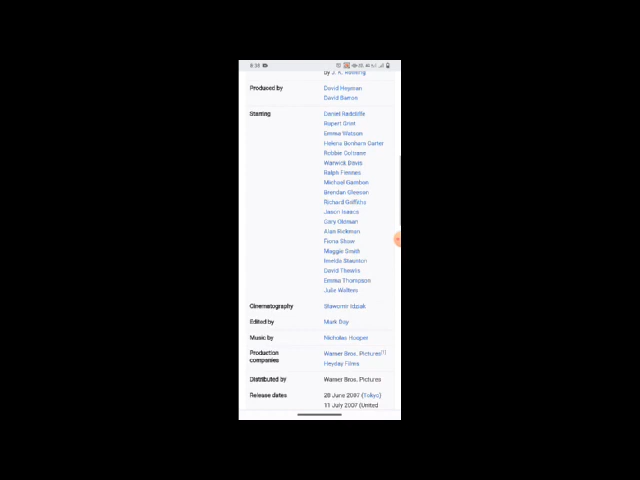 8:38
by J. K. Rowling
Produced by
David Heyman
David Barron
Starring
Daniel Radcliffe
Rupert Grint
Emma Watson
Helena Bonham Carter
Robbie Coltrane
Warwick Davis
Ralph Fiennes
Michael Gambon
Brendan Gleeson
Richard Griffiths
Jason Isaacs
Gary Oldman
Alan Rickman
Fiona Shaw
Maggie Smith
Imelda Staunton
David Thewlis
Emma Thompson
Julie Walters
Cinematography
Sławomir Idziak
Edited by
Mark Day
Music by
Nicholas Hooper
Production
companies
Warner Bros. Pictures[1]
Heyday Films
Distributed by
Warner Bros. Pictures
Release dates
28 June 2007 (Tokyo)
11 July 2007 (United